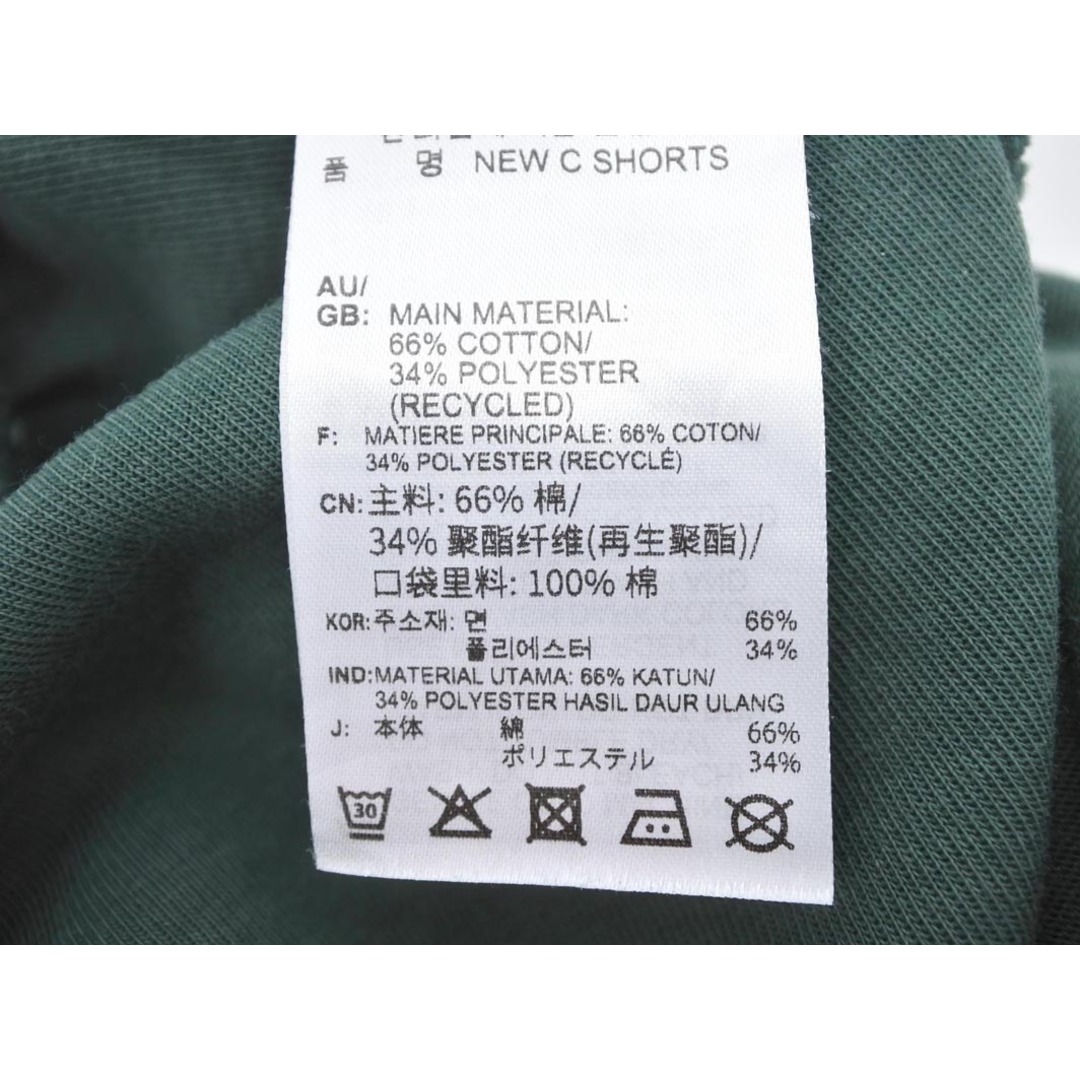 품 명 NEW C SHORTS
AU/
GB: MAIN MATERIAL:
66% COTTON/
34% POLYESTER
(RECYCLED)
F: MATIERE PRINCIPALE: 66% COTON/
34% POLYESTER (RECYCLÉ)
CN: 主料: 66% 棉/
34% 聚酯纤维(再生聚酯)/
口袋里料: 100% 棉
KOR: 주소재: 면 66%
폴리에스터 34%
IND: MATERIAL UTAMA: 66% KATUN/
34% POLYESTER HASIL DAUR ULANG
J: 本体 綿 66%
ポリエステル 34%
30